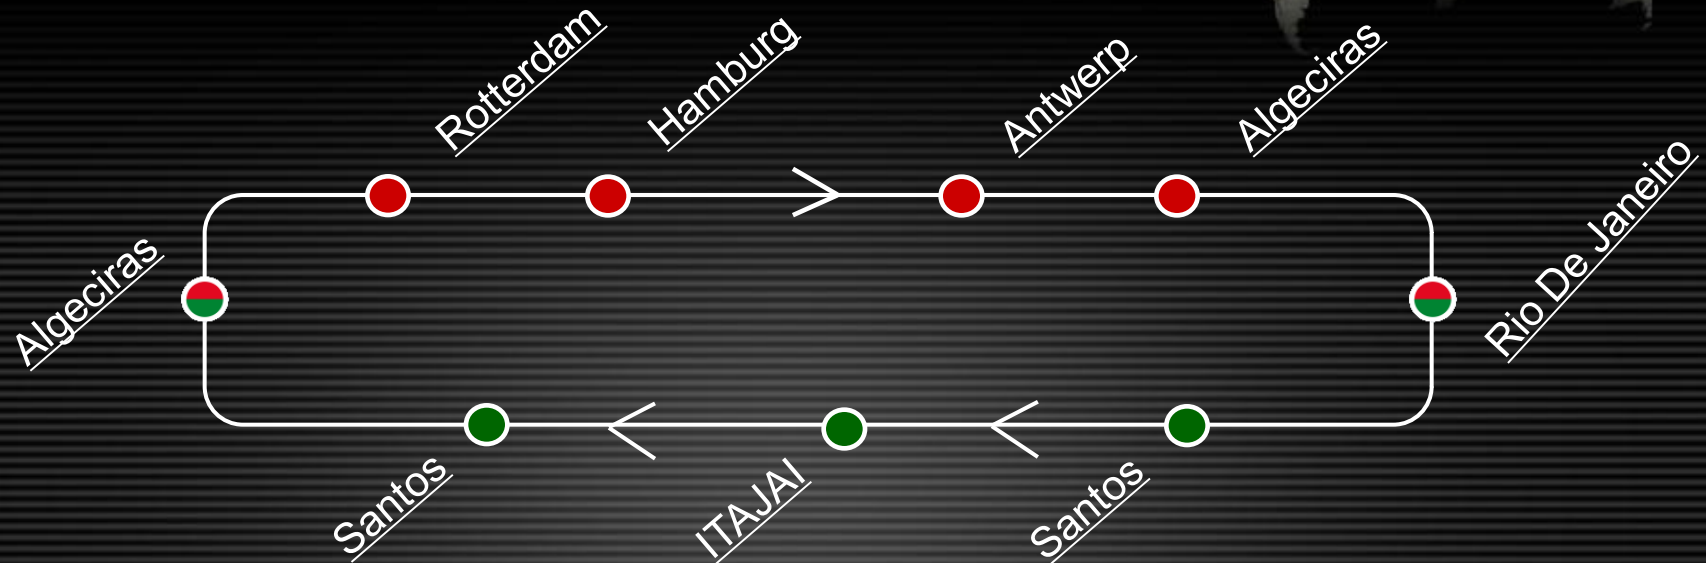 Rotterdam
Hamburg
Antwerp
Algeciras
Algeciras
Rio De Janeiro
Santos
ITAJAI
Santos